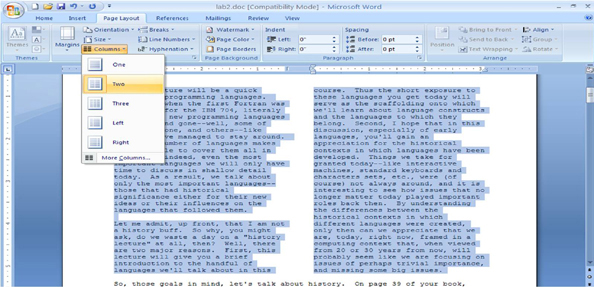 lab2.doc [Compatibility Mode] - Microsoft Word
Home Insert Page Layout References Mailings Review View
Themes
Margins
Orientation
Size
Columns
Breaks
Line Numbers
Hyphenation
Watermark
Page Color
Page Borders
Indent
Left: 0"
Right: 0"
Spacing
Before: 0 pt
After: 0 pt
Position
Bring to Front
Send to Back
Text Wrapping
Align
Group
Rotate
Themes
Page Background
Paragraph
Arrange
One
Two
Three
Left
Right
More Columns...
ture will be a quick
programming languages.
when the first Fortran was
for the IBM 704, literaly
new programming languages
and gone--well, some of
one, and others--like
ve managed to stay around.
number of languages makes
le to cover them all in
indeed, even the most
important languages we will only have
time to discuss in shallow detail
today. As a result, we talk about
only the most important languages--
those that had historical
significance either for their new
ideas or their influences on the
languages that followed them.
Let me admit, up front, that I am not
a history buff. So why, you might
ask, do we waste a day on a "history
lecture" at all, then? Well, there
are two major reasons. First, this
lecture will give you a brief
introduction to the handful of
languages we'll talk about in this
course. Thus the short exposure to
these languages you get today will
serve as the scaffolding onto which
we'll learn about language constructs
and the languages to which they
belong. Second, I hope that in this
discussion, especially of early
languages, you'll gain an
appreciation for the historical
contexts in which languages have been
developed. Things we take for
granted today--like interactive
machines, standard keyboards and
characters sets, etc., were (of
course) not always around, and it is
interesting to see how issues that no
longer matter today played important
roles back then. By understanding
the differences between the
historical contexts in which
different languages were created,
only then can we appreciate that we
are, today, right now, framed in a
computing context that, when viewed
from 20 or 30 years from now, will
probably seem like we are focusing on
issues of perhaps trivial importance,
and missing some big issues.
So, those goals in mind, let's talk about history. On page 39 of your book,